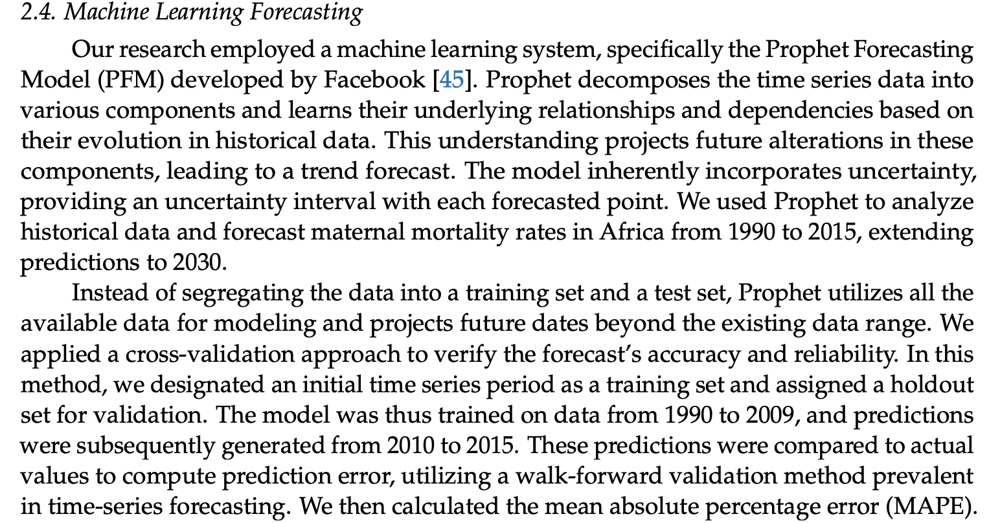 2.4. Machine Learning Forecasting
Our research employed a machine learning system, specifically the Prophet Forecasting
Model (PFM) developed by Facebook [45]. Prophet decomposes the time series data into
various components and learns their underlying relationships and dependencies based on
their evolution in historical data. This understanding projects future alterations in these
components, leading to a trend forecast. The model inherently incorporates uncertainty,
providing an uncertainty interval with each forecasted point. We used Prophet to analyze
historical data and forecast maternal mortality rates in Africa from 1990 to 2015, extending
predictions to 2030.
Instead of segregating the data into a training set and a test set, Prophet utilizes all the
available data for modeling and projects future dates beyond the existing data range. We
applied a cross-validation approach to verify the forecast's accuracy and reliability. In this
method, we designated an initial time series period as a training set and assigned a holdout
set for validation. The model was thus trained on data from 1990 to 2009, and predictions
were subsequently generated from 2010 to 2015. These predictions were compared to actual
values to compute prediction error, utilizing a walk-forward validation method prevalent
in time-series forecasting. We then calculated the mean absolute percentage error (MAPE).